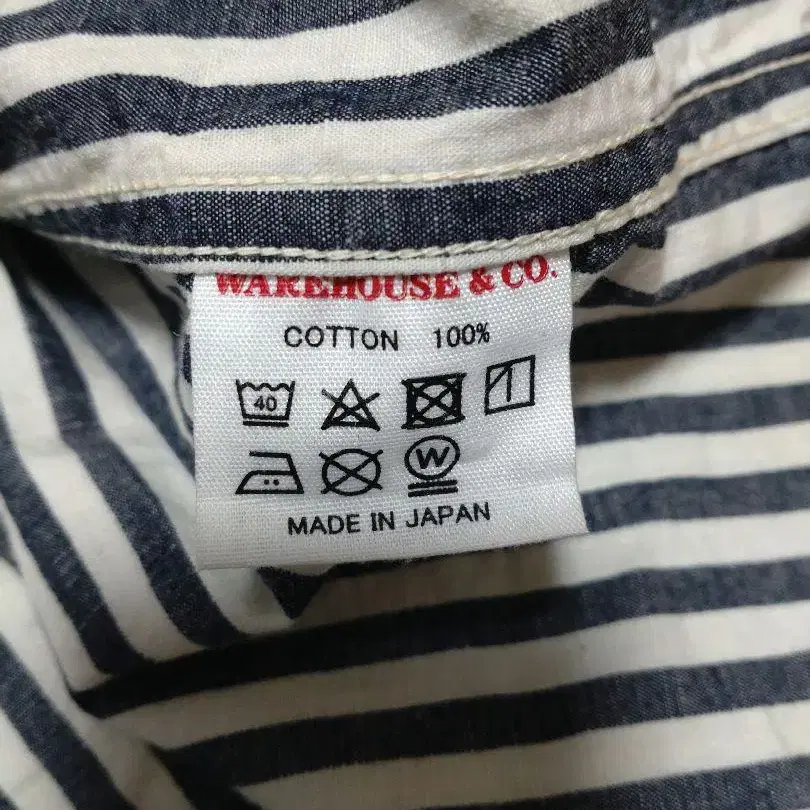 WAREHOUSE & CO.
COTTON 100%
40
W
MADE IN JAPAN